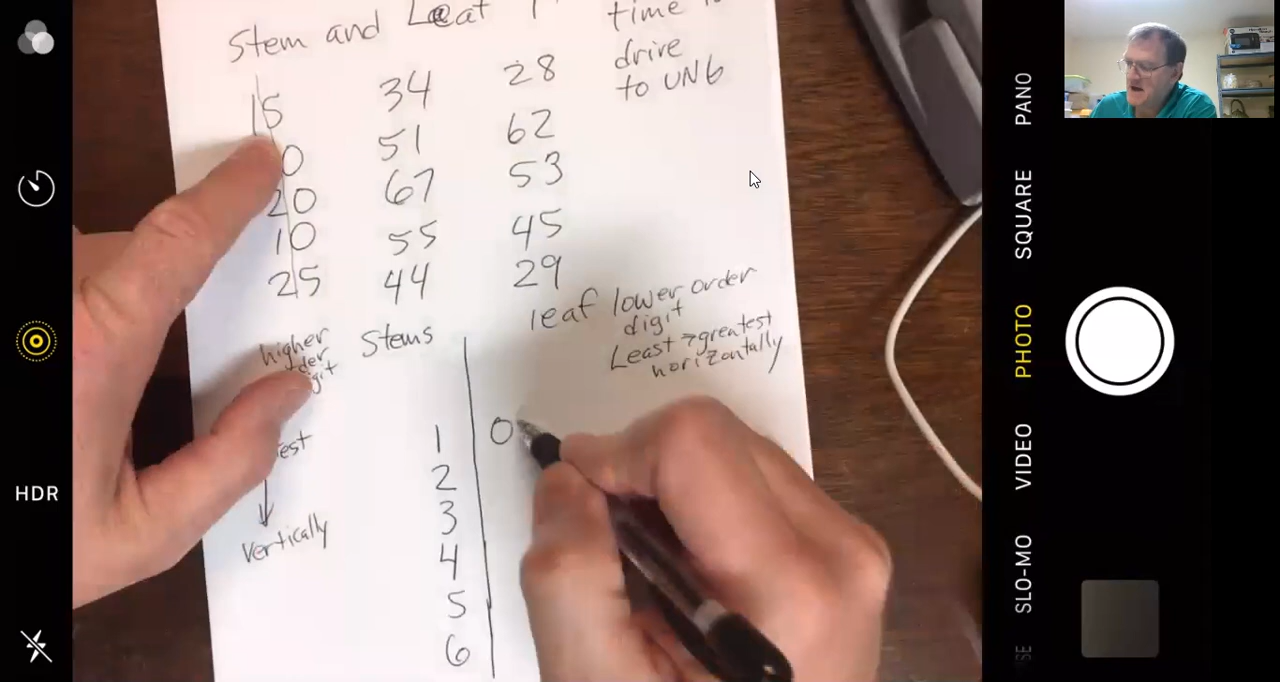 Stem and Leaf
time
drive
to UNG
15 34 28
0 51 62
20 67 53
10 55 45
25 44 29
leaf lower order
digit
Least → greatest
horizontally
higher
Stems
vertically
1 0
2
3
4
5
6
HDR
PANO
SQUARE
PHOTO
VIDEO
SLO-MO